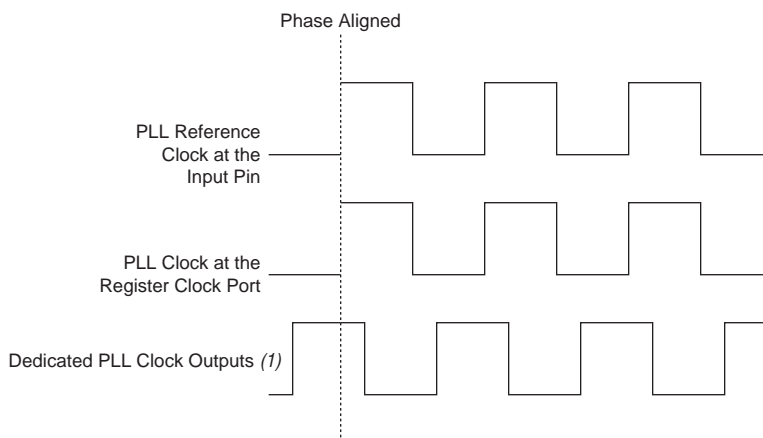 Phase Aligned
PLL Reference
Clock at the
Input Pin
PLL Clock at the
Register Clock Port
Dedicated PLL Clock Outputs (1)